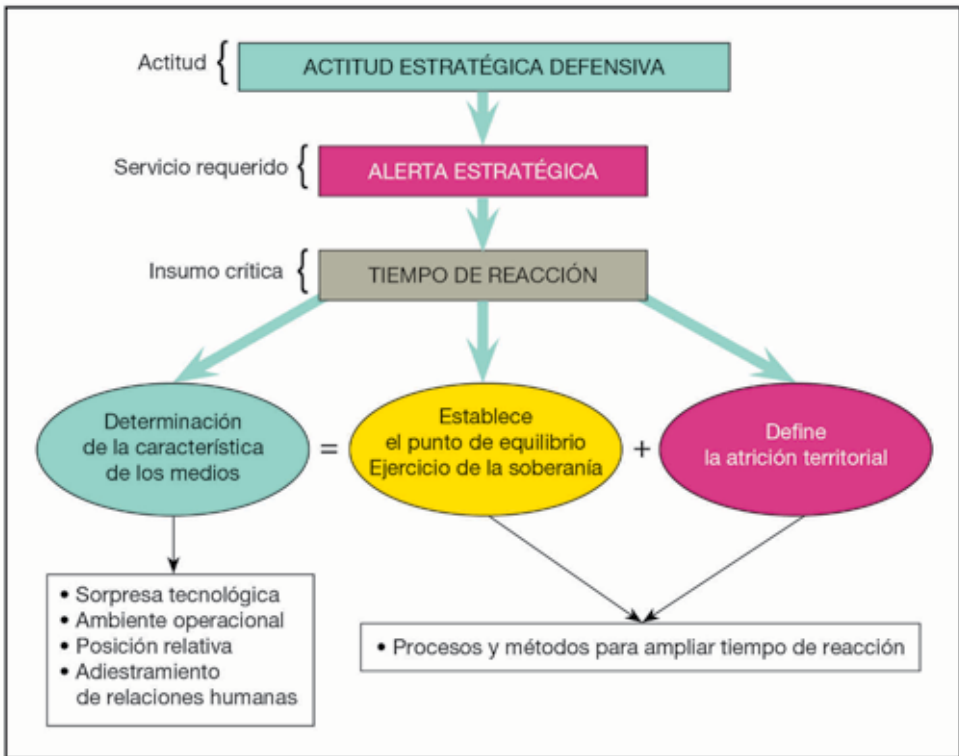 Actitud
ACTITUD ESTRATÉGICA DEFENSIVA
Servicio requerido
ALERTA ESTRATÉGICA
Insumo crítica
TIEMPO DE REACCIÓN
Determinación
de la característica
de los medios
=
Establece
el punto de equilibrio
Ejercicio de la soberanía
+
Define
la atrición territorial
• Sorpresa tecnológica
• Ambiente operacional
• Posición relativa
• Adiestramiento
de relaciones humanas
• Procesos y métodos para ampliar tiempo de reacción